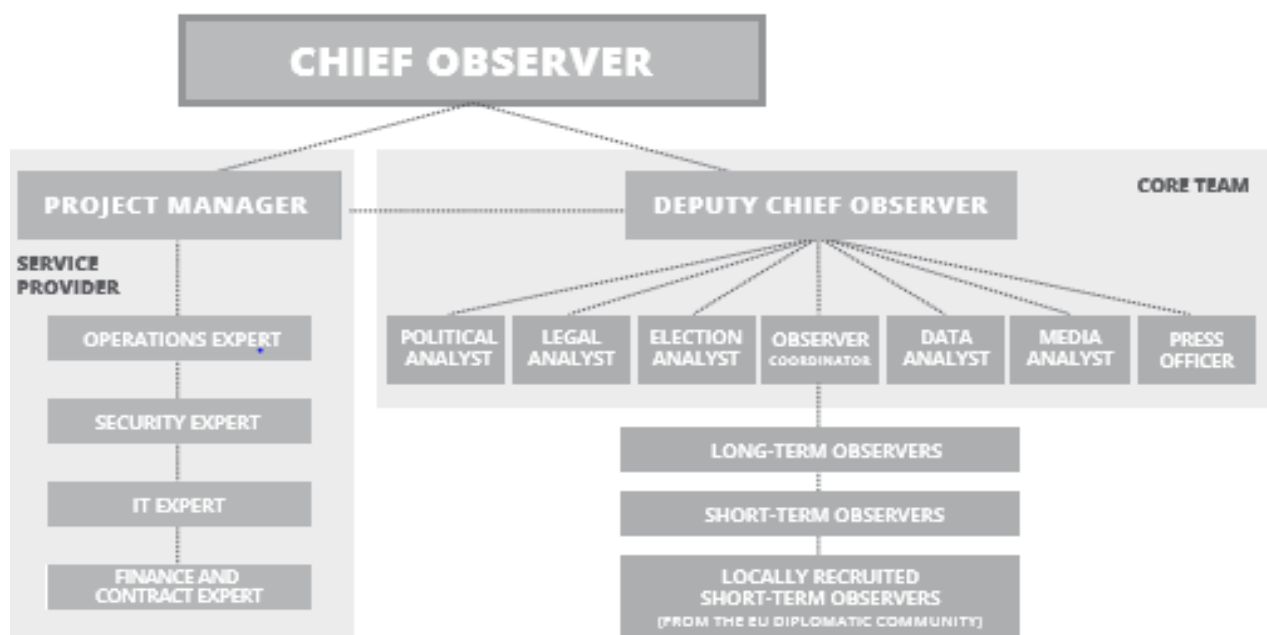 CHIEF OBSERVER
PROJECT MANAGER
SERVICE
PROVIDER
OPERATIONS EXPERT
SECURITY EXPERT
IT EXPERT
FINANCE AND
CONTRACT EXPERT
CORE TEAM
DEPUTY CHIEF OBSERVER
POLITICAL
ANALYST
LEGAL
ANALYST
ELECTION
ANALYST
OBSERVER
COORDINATOR
DATA
ANALYST
MEDIA
ANALYST
PRESS
OFFICER
LONG-TERM OBSERVERS
SHORT-TERM OBSERVERS
LOCALLY RECRUITED
SHORT-TERM OBSERVERS
(FROM THE EU DIPLOMATIC COMMUNITY)